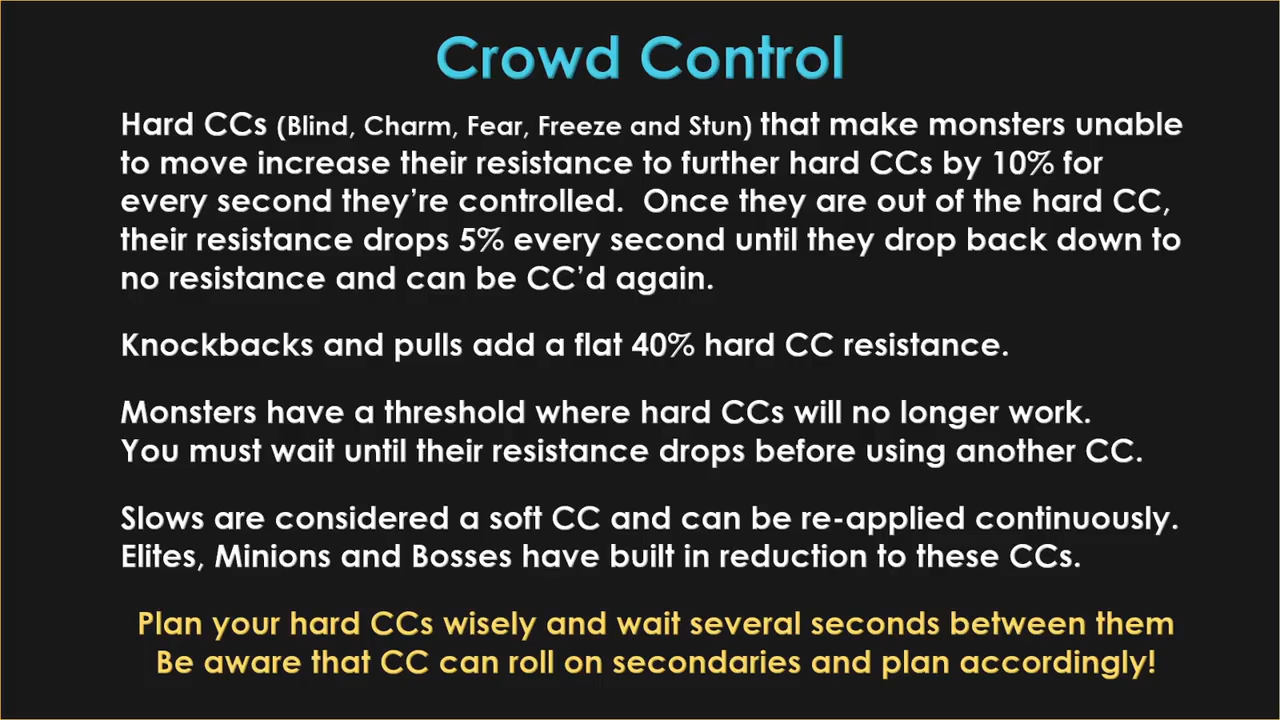 Crowd Control
Hard CCs (Blind, Charm, Fear, Freeze and Stun) that make monsters unable
to move increase their resistance to further hard CCs by 10% for
every second they’re controlled.  Once they are out of the hard CC,
their resistance drops 5% every second until they drop back down to
no resistance and can be CC’d again.
Knockbacks and pulls add a flat 40% hard CC resistance.
Monsters have a threshold where hard CCs will no longer work.
You must wait until their resistance drops before using another CC.
Slows are considered a soft CC and can be re-applied continuously.
Elites, Minions and Bosses have built in reduction to these CCs.
Plan your hard CCs wisely and wait several seconds between them
Be aware that CC can roll on secondaries and plan accordingly!